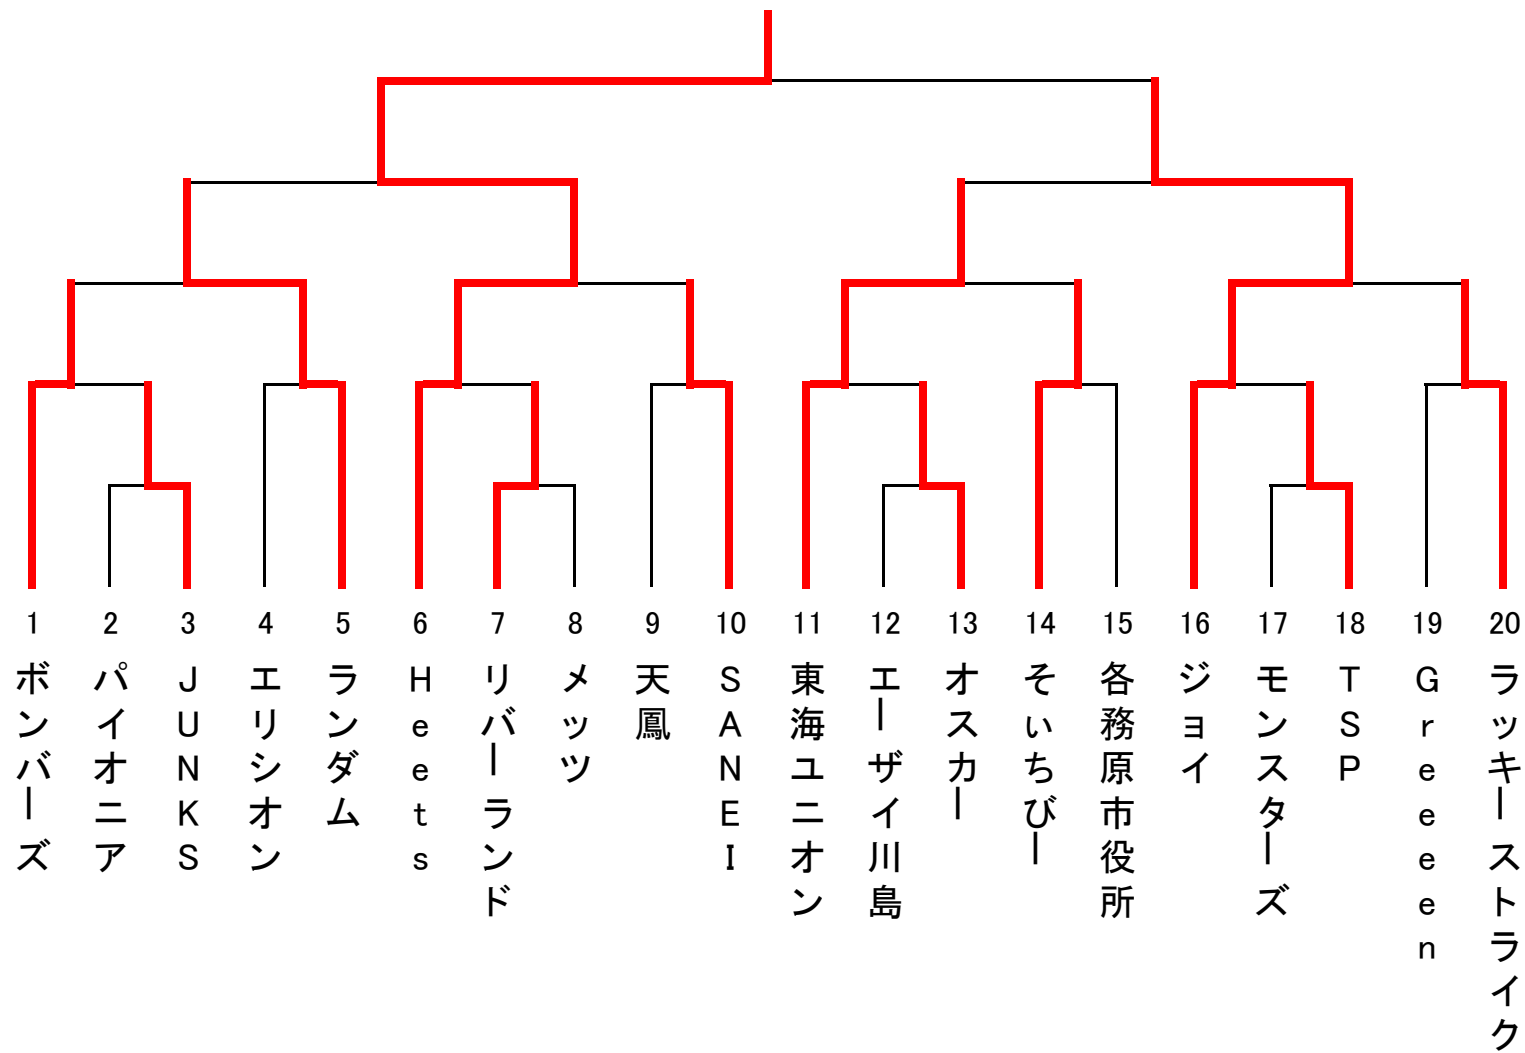 1
ボンバーズ
2
パイオニア
3
JUNKS
4
エリシオン
5
ランダム
6
Heets
7
リバーランド
8
メッツ
9
天鳳
10
SANEI
11
東海ユニオン
12
エーザイ川島
13
オスカー
14
そぃちびー
15
各務原市役所
16
ジョイ
17
モンスターズ
18
TSP
19
Greeeen
20
ラッキーストライク